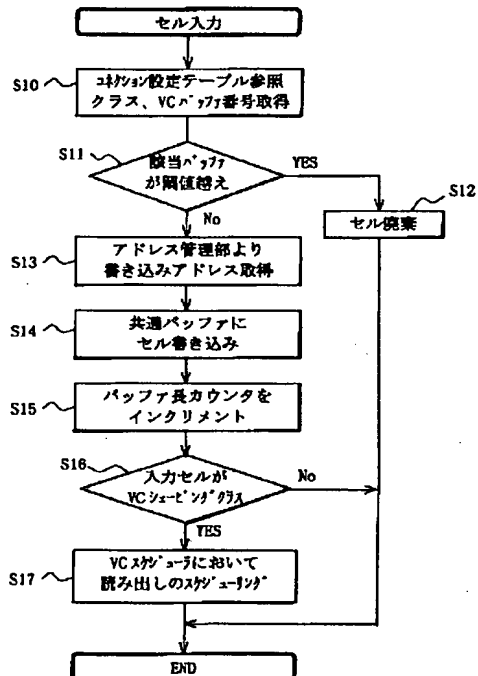 セル入力
S10
コネクション設定テーブル参照
クラス、VCバッファ番号取得
S11
該当バッファ
が閾値越え
YES
S12
セル廃棄
No
S13
アドレス管理部より
書き込みアドレス取得
S14
共通バッファに
セル書き込み
S15
バッファ長カウンタを
インクリメント
S16
入力セルが
VCシェーピングクラス
No
YES
S17
VCスケジューラにおいて
読み出しのスケジューリング
END